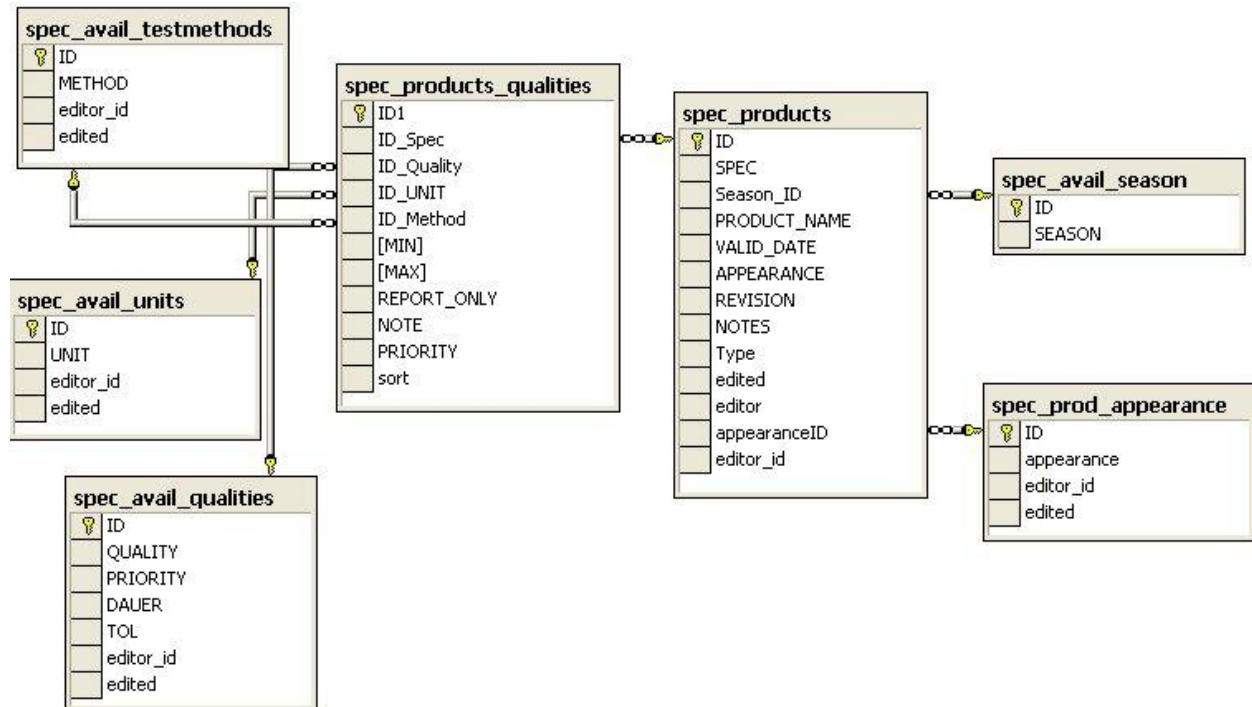 spec_avail_testmethods
ID
METHOD
editor_id
edited
spec_products_qualities
ID1
ID_Spec
ID_Quality
ID_UNIT
ID_Method
[MIN]
[MAX]
REPORT_ONLY
NOTE
PRIORITY
sort
spec_products
ID
SPEC
Season_ID
PRODUCT_NAME
VALID_DATE
APPEARANCE
REVISION
NOTES
Type
edited
editor
appearanceID
editor_id
spec_avail_season
ID
SEASON
spec_avail_units
ID
UNIT
editor_id
edited
spec_prod_appearance
ID
appearance
editor_id
edited
spec_avail_qualities
ID
QUALITY
PRIORITY
DAUER
TOL
editor_id
edited